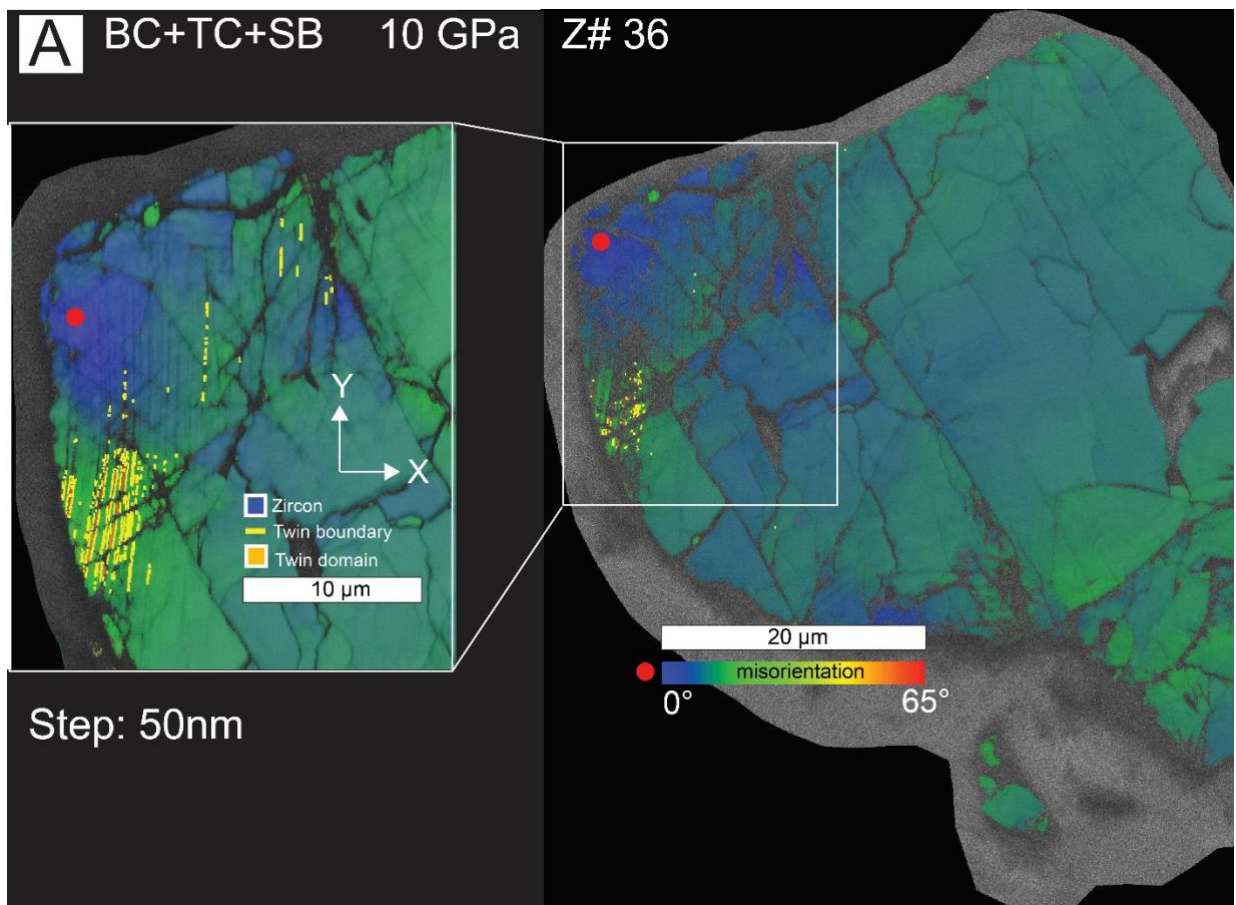 A BC+TC+SB 10 GPa Z# 36
Y
X
Zircon
Twin boundary
Twin domain
10 µm
20 µm
misorientation
0° 65°
Step: 50nm